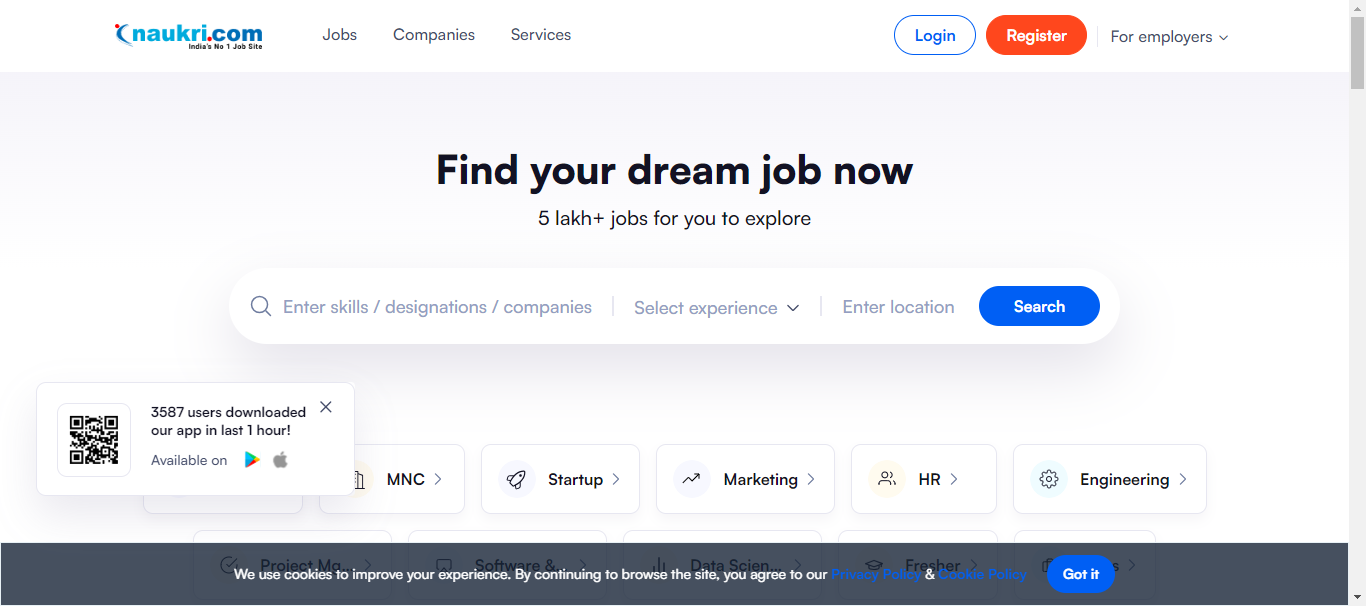 naukri.com
India's No 1 Job Site
Jobs
Companies
Services
Login
Register
For employers
Find your dream job now
5 lakh+ jobs for you to explore
Enter skills / designations / companies
Select experience
Enter location
Search
3587 users downloaded
our app in last 1 hour!
Available on
MNC
Startup
Marketing
HR
Engineering
Project Mg...
Software &...
Data Scien...
Fresher
We use cookies to improve your experience. By continuing to browse the site, you agree to our Privacy Policy & Cookie Policy
Got it